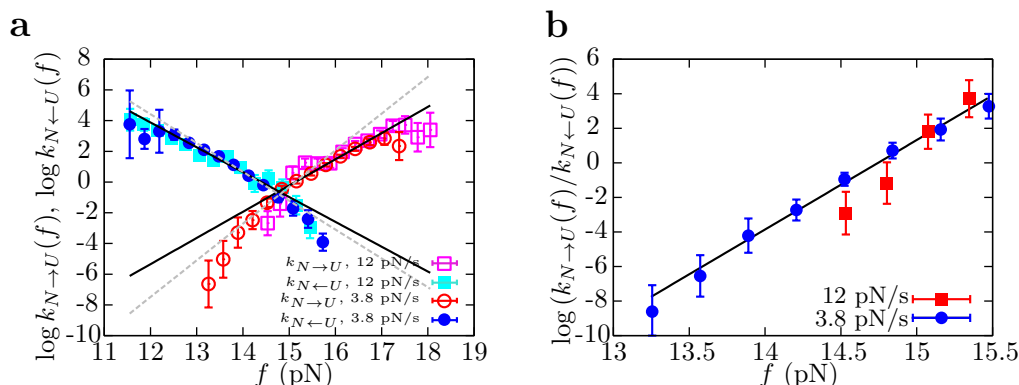 a
log k_{N→U}(f), log k_{N←U}(f)
8
6
4
2
0
-2
-4
-6
-8
-10
k_{N→U}, 12 pN/s
k_{N←U}, 12 pN/s
k_{N→U}, 3.8 pN/s
k_{N←U}, 3.8 pN/s
11 12 13 14 15 16 17 18 19
f (pN)
b
log (k_{N→U}(f)/k_{N←U}(f))
6
4
2
0
-2
-4
-6
-8
-10
12 pN/s
3.8 pN/s
13 13.5 14 14.5 15 15.5
f (pN)